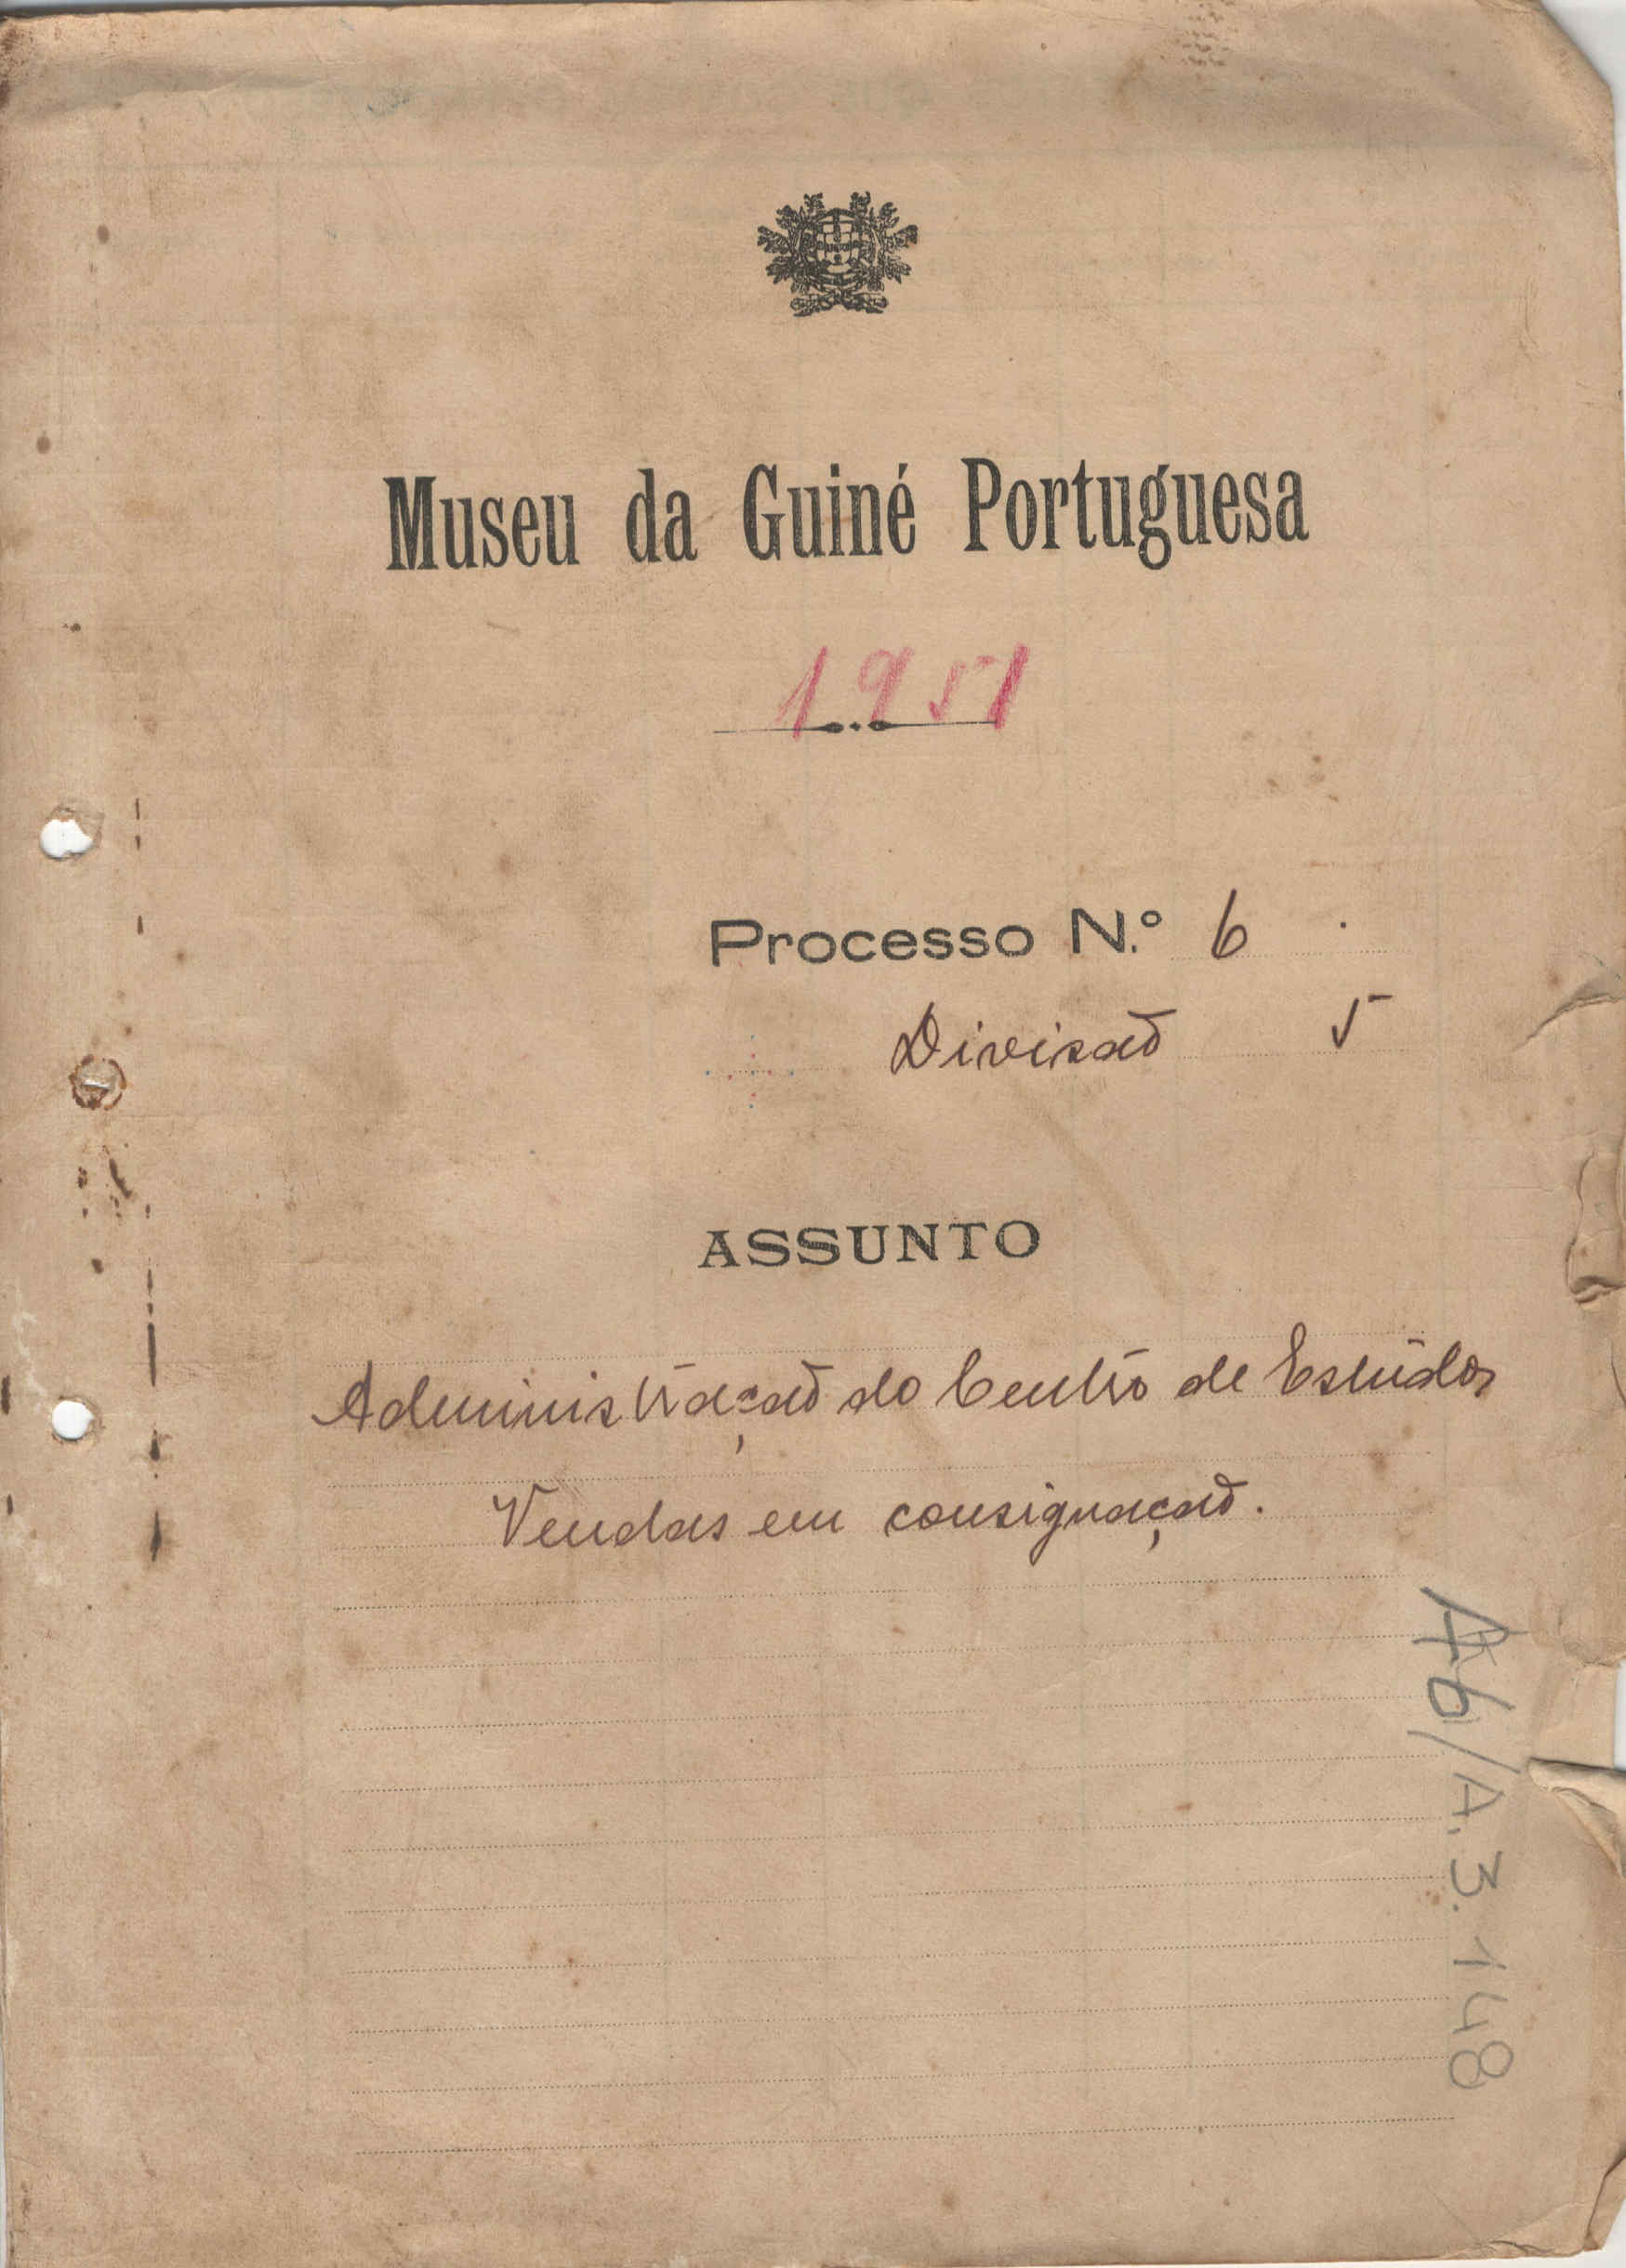 Museu da Guiné Portuguesa
1951
Processo N.º 6
Divisão 5
ASSUNTO
Administração do Centro de Estudos
Vendas em consignação.
A6/A.3.148